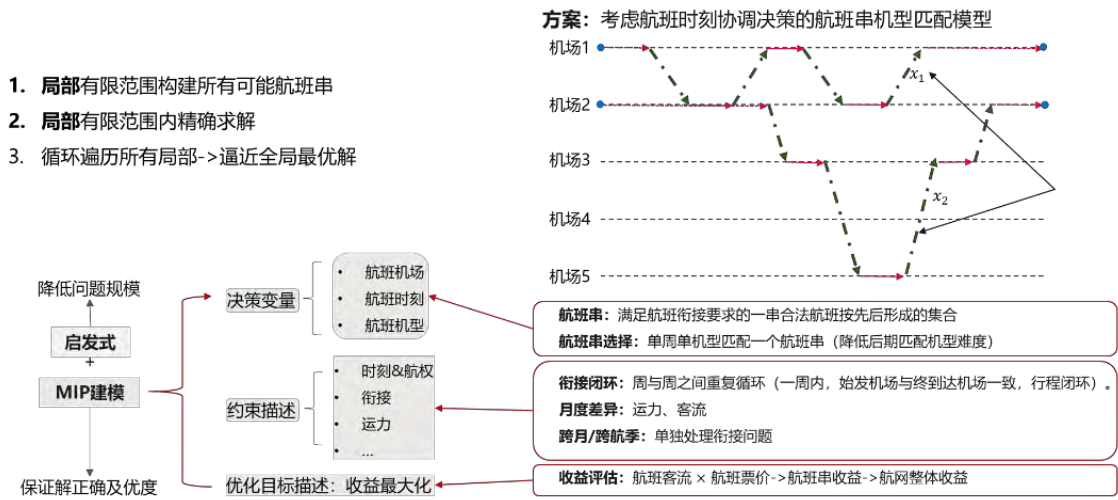 方案：考虑航班时刻协调决策的航班串机型匹配模型
机场1
机场2
机场3
机场4
机场5
x₁
x₂
1. 局部有限范围构建所有可能航班串
2. 局部有限范围内精确求解
3. 循环遍历所有局部->逼近全局最优解
降低问题规模
启发式
+
MIP建模
保证解正确及优度
决策变量
• 航班机场
• 航班时刻
• 航班机型
约束描述
• 时刻&航权
• 衔接
• 运力
• ...
优化目标描述：收益最大化
航班串：满足航班衔接要求的一串合法航班按先后形成的集合
航班串选择：单周单机型匹配一个航班串（降低后期匹配机型难度）
衔接闭环：周与周之间重复循环（一周内，始发机场与终到达机场一致，行程闭环）。
月度差异：运力、客流
跨月/跨航季：单独处理衔接问题
收益评估：航班客流 × 航班票价->航班串收益->航网整体收益